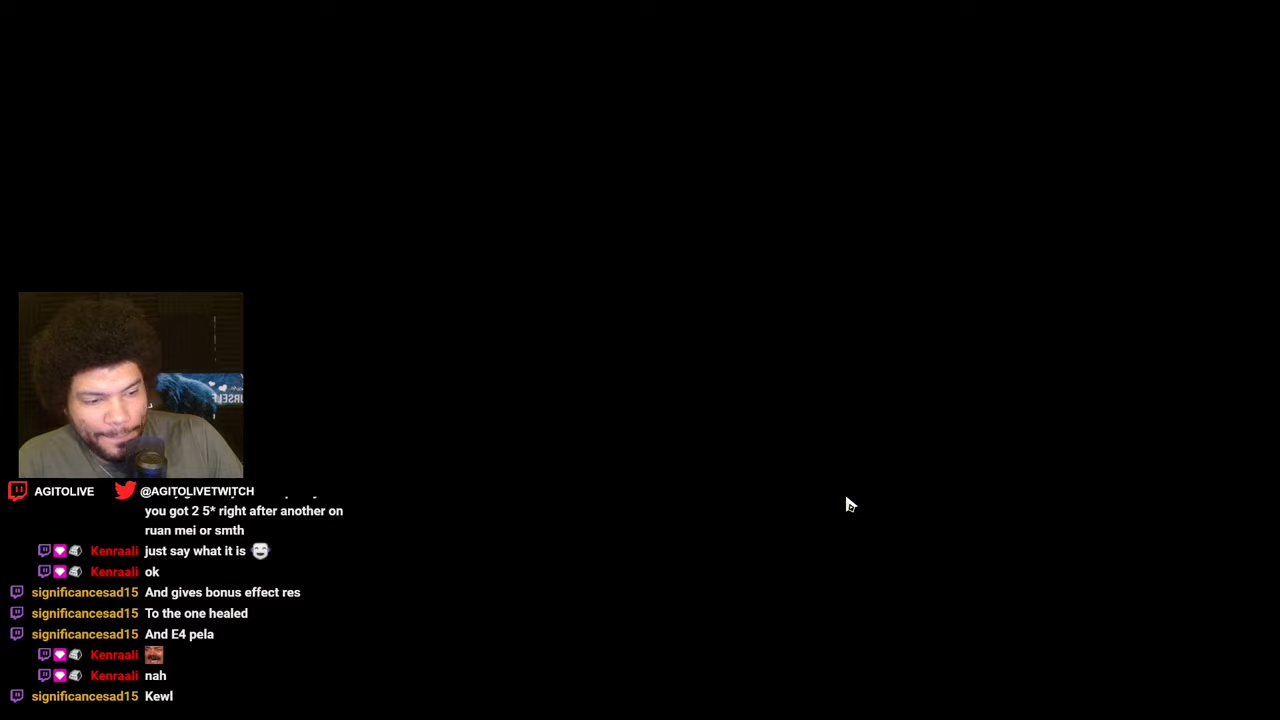 AGITOLIVE @AGITOLIVETWITCH
you got 2 5* right after another on
ruan mei or smth
Kenraali just say what it is
Kenraali ok
significancesad15 And gives bonus effect res
significancesad15 To the one healed
significancesad15 And E4 pela
Kenraali
Kenraali nah
significancesad15 Kewl